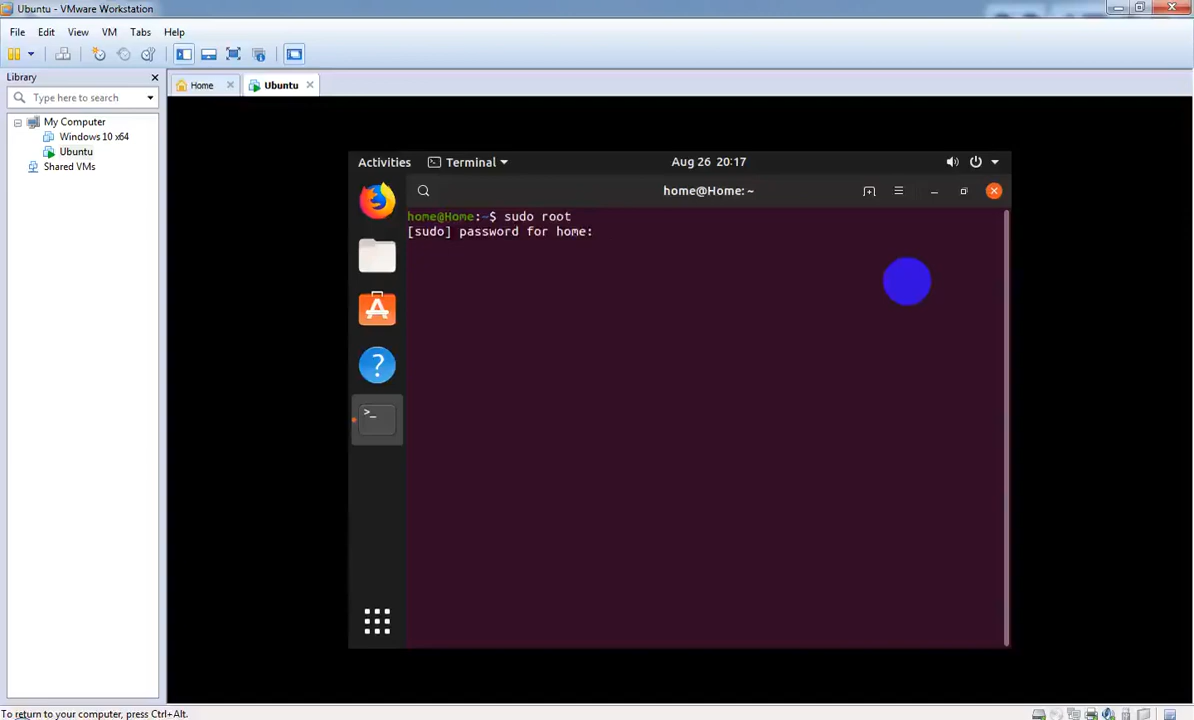 Ubuntu - VMware Workstation
File Edit View VM Tabs Help
Library
Type here to search
My Computer
Windows 10 x64
Ubuntu
Shared VMs
Home
Ubuntu
Activities
Terminal
Aug 26 20:17
home@Home: ~
home@Home:~$ sudo root
[sudo] password for home:
To return to your computer, press Ctrl+Alt.